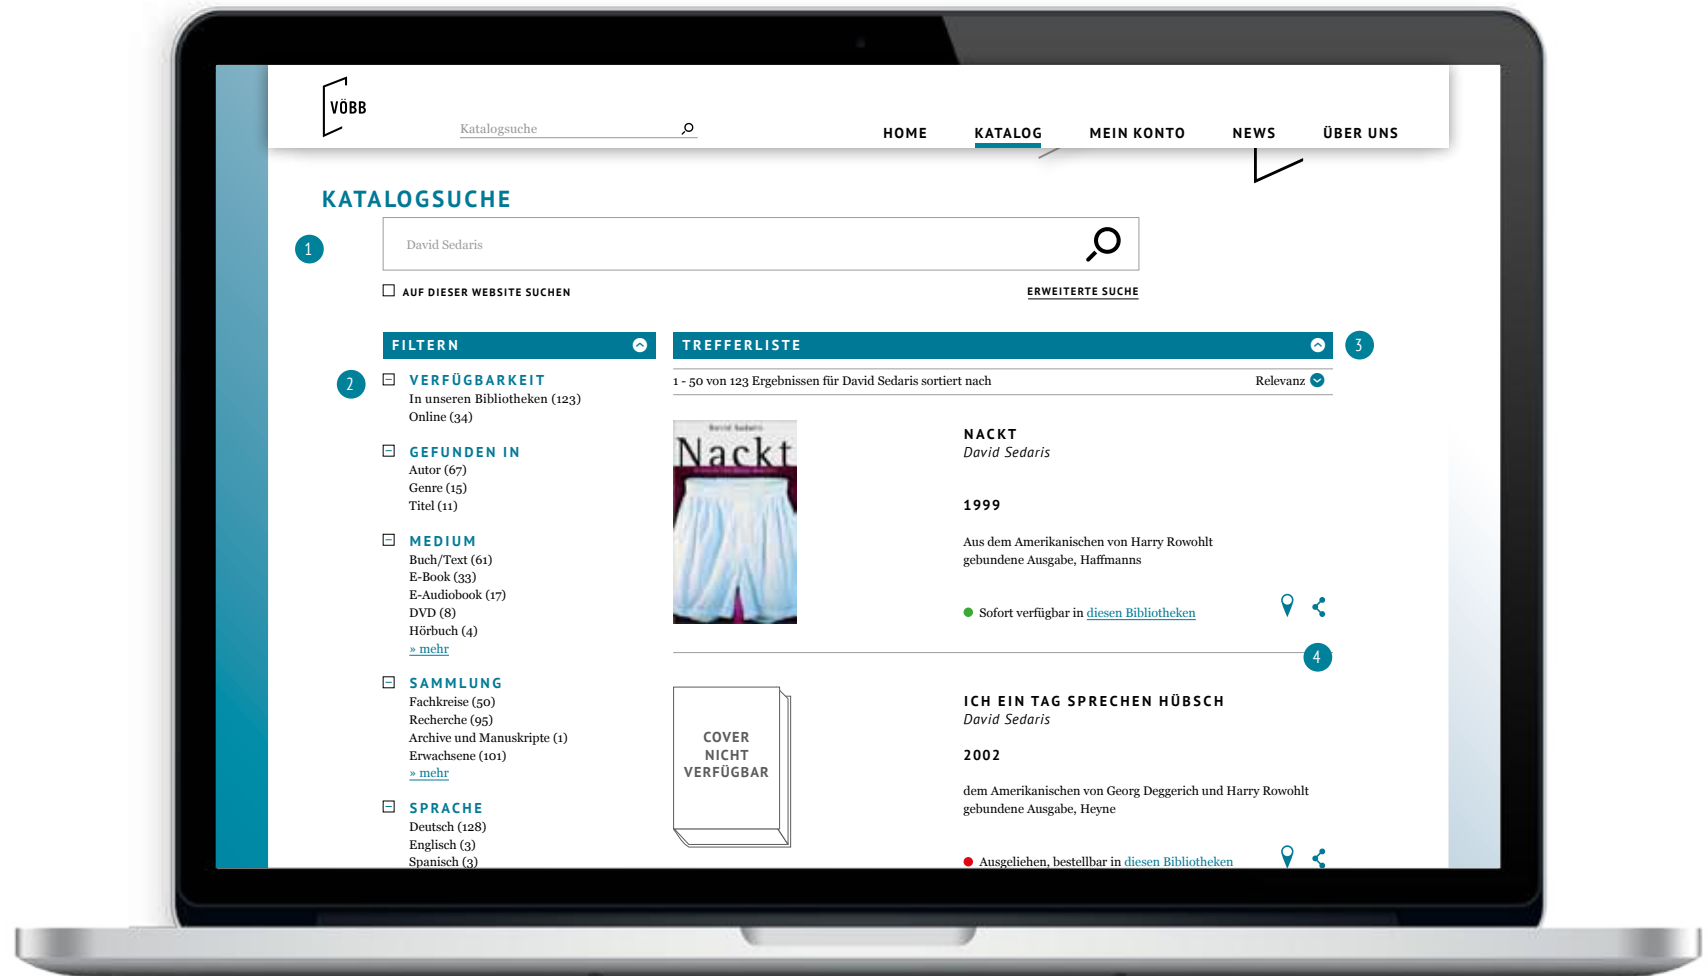 VÖBB
Katalogsuche
HOME
KATALOG
MEIN KONTO
NEWS
ÜBER UNS
KATALOGSUCHE
1
David Sedaris
AUF DIESER WEBSITE SUCHEN
ERWEITERTE SUCHE
FILTERN
2
VERFÜGBARKEIT
In unseren Bibliotheken (123)
Online (34)
GEFUNDEN IN
Autor (67)
Genre (15)
Titel (11)
MEDIUM
Buch/Text (61)
E-Book (33)
E-Audiobook (17)
DVD (8)
Hörbuch (4)
» mehr
SAMMLUNG
Fachkreise (50)
Recherche (95)
Archive und Manuskripte (1)
Erwachsene (101)
» mehr
SPRACHE
Deutsch (128)
Englisch (3)
Spanisch (3)
TREFFERLISTE
3
1 - 50 von 123 Ergebnissen für David Sedaris sortiert nach
Relevanz
David Sedaris
Nackt
NACKT
David Sedaris
1999
Aus dem Amerikanischen von Harry Rowohlt
gebundene Ausgabe, Haffmanns
Sofort verfügbar in diesen Bibliotheken
4
COVER
NICHT
VERFÜGBAR
ICH EIN TAG SPRECHEN HÜBSCH
David Sedaris
2002
dem Amerikanischen von Georg Deggerich und Harry Rowohlt
gebundene Ausgabe, Heyne
Ausgeliehen, bestellbar in diesen Bibliotheken